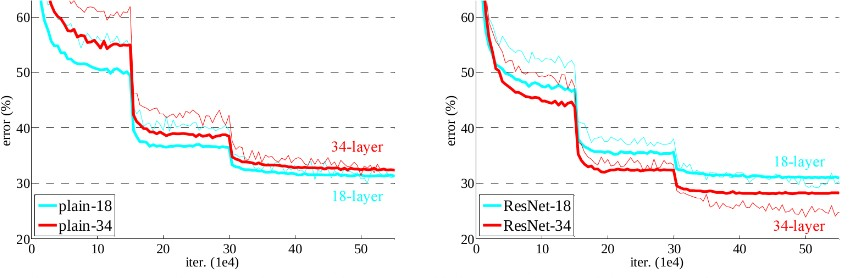 60
50
40
30
20
error (%)
0
10
20
30
40
50
iter. (1e4)
34-layer
18-layer
plain-18
plain-34
60
50
40
30
20
error (%)
0
10
20
30
40
50
iter. (1e4)
18-layer
34-layer
ResNet-18
ResNet-34